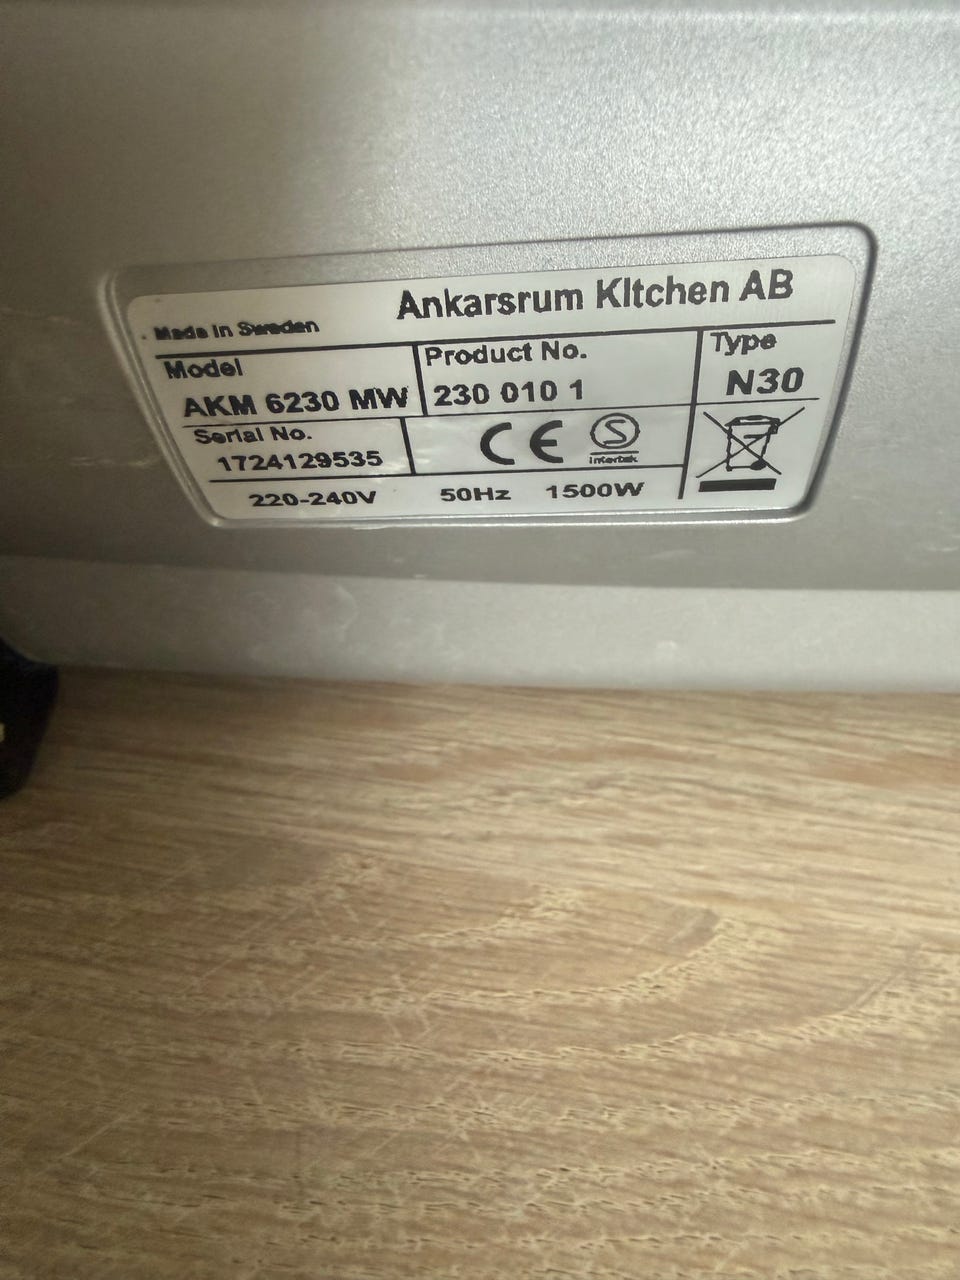 Ankarsrum Kitchen AB
Made in Sweden
Model
AKM 6230 MW
Product No.
230 010 1
Type
N30
Serial No.
1724129535
CE
S
Intertek
220-240V 50Hz 1500W